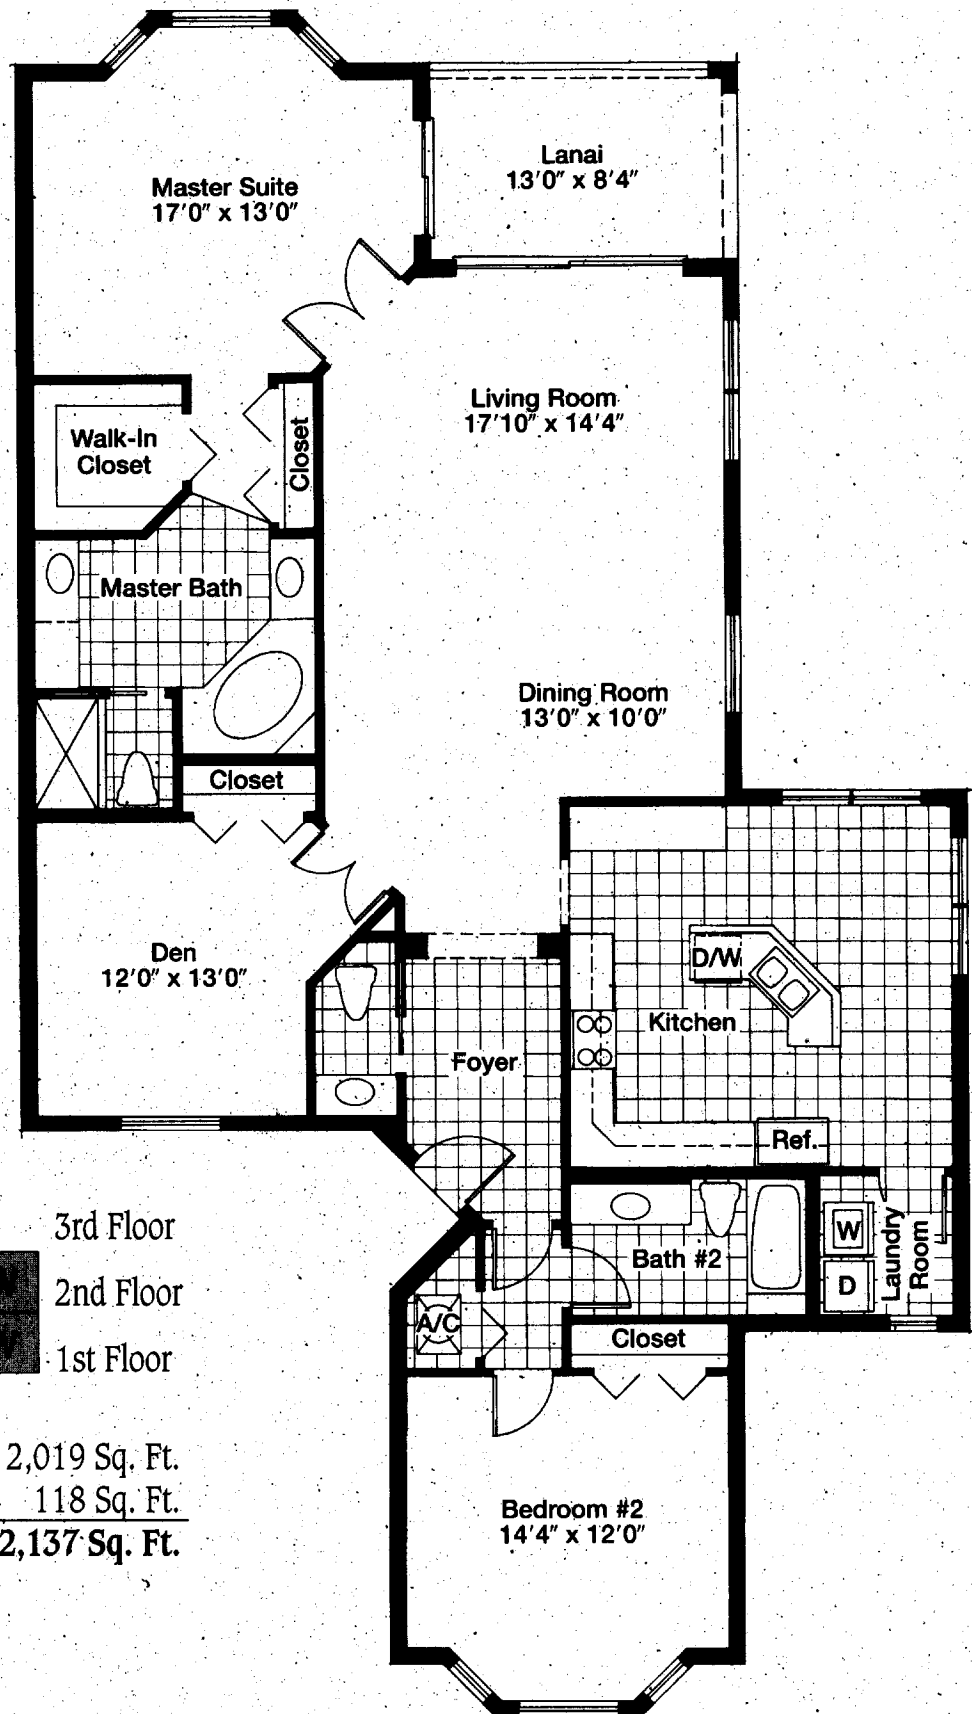 Lanai
13'0" x 8'4"
Master Suite
17'0" x 13'0"
Living Room
17'10" x 14'4"
Walk-In
Closet
Closet
Master Bath
Dining Room
13'0" x 10'0"
Closet
Den
12'0" x 13'0"
D/W
Kitchen
Foyer
Ref.
3rd Floor
2nd Floor
1st Floor
W
D
Laundry
Room
Bath #2
A/C
Closet
2,019 Sq. Ft.
118 Sq. Ft.
2,137 Sq. Ft.
Bedroom #2
14'4" x 12'0"